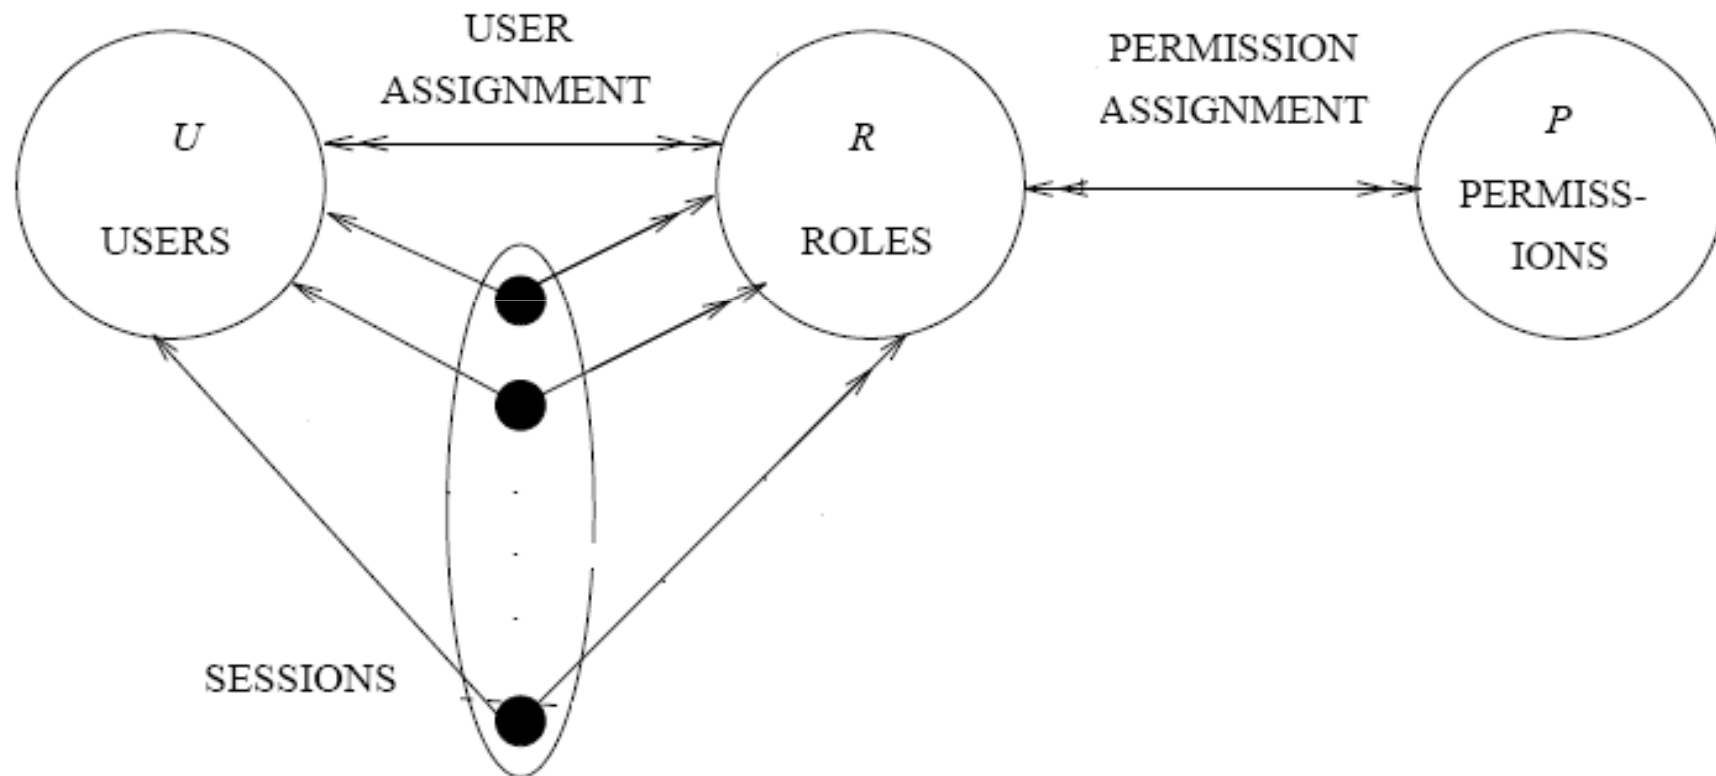 USER
ASSIGNMENT
PERMISSION
ASSIGNMENT
U
USERS
R
ROLES
P
PERMISS-
IONS
SESSIONS